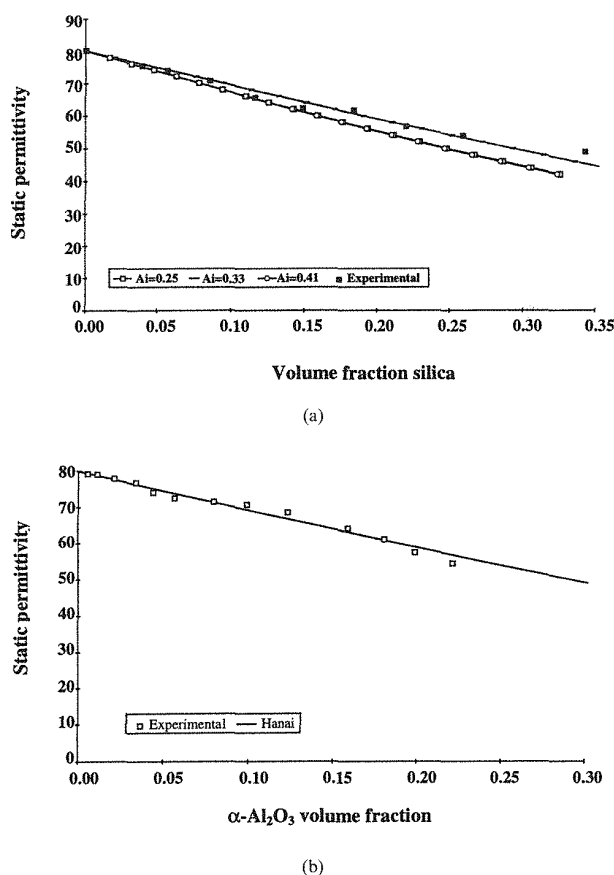 90
80
70
60
50
40
30
20
10
0
Static permittivity
Ai=0.25 Ai=0.33 Ai=0.41 Experimental
0.00 0.05 0.10 0.15 0.20 0.25 0.30 0.35
Volume fraction silica
(a)
80
70
60
50
40
30
20
10
0
Static permittivity
Experimental Hanai
0.00 0.05 0.10 0.15 0.20 0.25 0.30
α-Al₂O₃ volume fraction
(b)